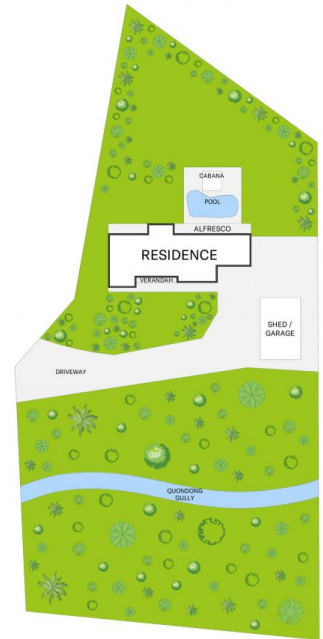 CABANA
POOL
ALFRESCO
RESIDENCE
VERANDAH
SHED /
GARAGE
DRIVEWAY
QUONDONG
GULLY